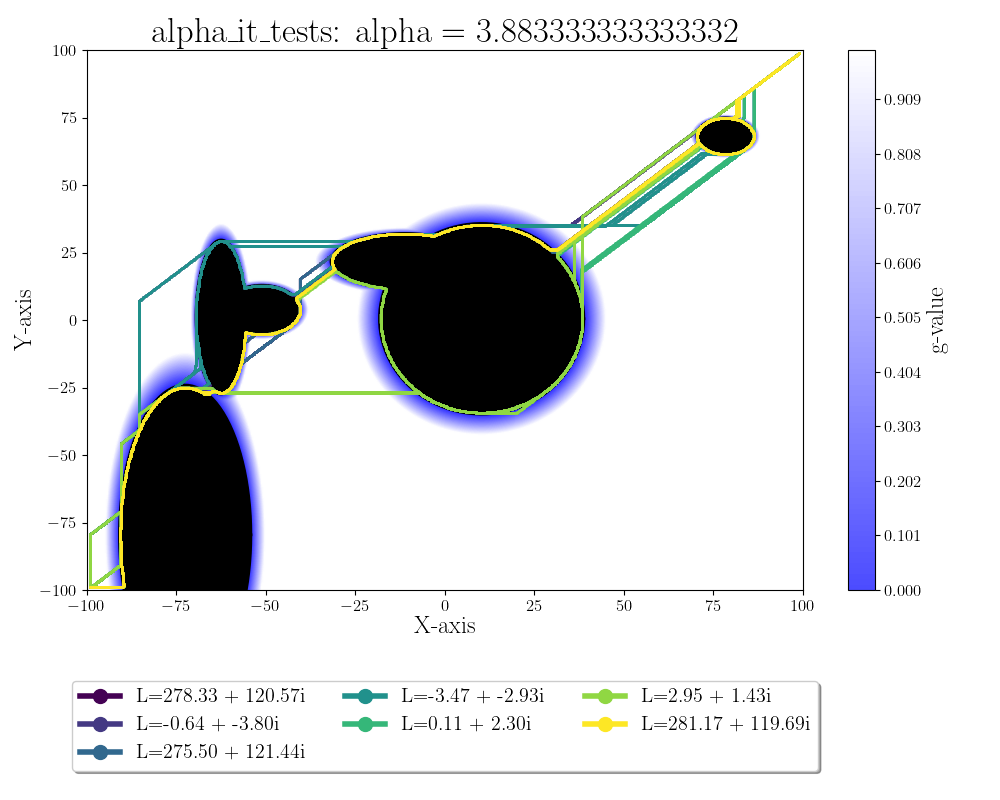 alpha_it_tests: alpha = 3.883333333333332
100
75
50
25
0
−25
−50
−75
−100
Y-axis
−100 −75 −50 −25 0 25 50 75 100
X-axis
0.909
0.808
0.707
0.606
0.505
0.404
0.303
0.202
0.101
0.000
g-value
L=278.33 + 120.57i
L=-0.64 + -3.80i
L=275.50 + 121.44i
L=-3.47 + -2.93i
L=0.11 + 2.30i
L=2.95 + 1.43i
L=281.17 + 119.69i